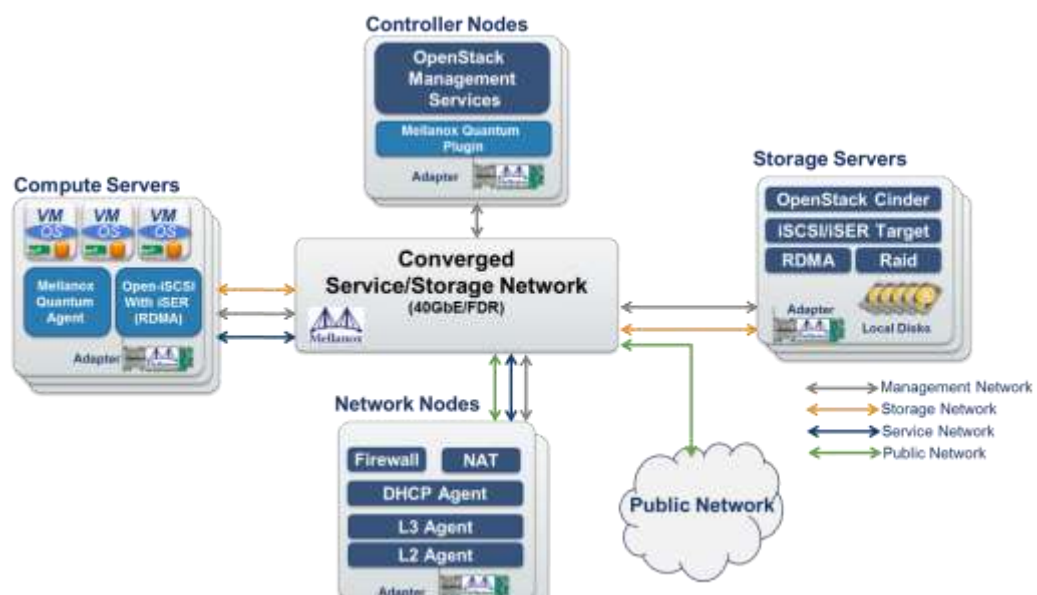 Controller Nodes
OpenStack
Management
Services
Mellanox Quantum
Plugin
Adapter
Storage Servers
OpenStack Cinder
iSCSI/iSER Target
RDMA
Raid
Adapter
Local Disks
Compute Servers
VM
OS
VM
OS
VM
OS
Mellanox
Quantum
Agent
Open-iSCSI
With iSER
(RDMA)
Adapter
Converged
Service/Storage Network
(40GbE/FDR)
Mellanox
Management Network
Storage Network
Service Network
Public Network
Network Nodes
Firewall
NAT
DHCP Agent
L3 Agent
L2 Agent
Adapter
Public Network